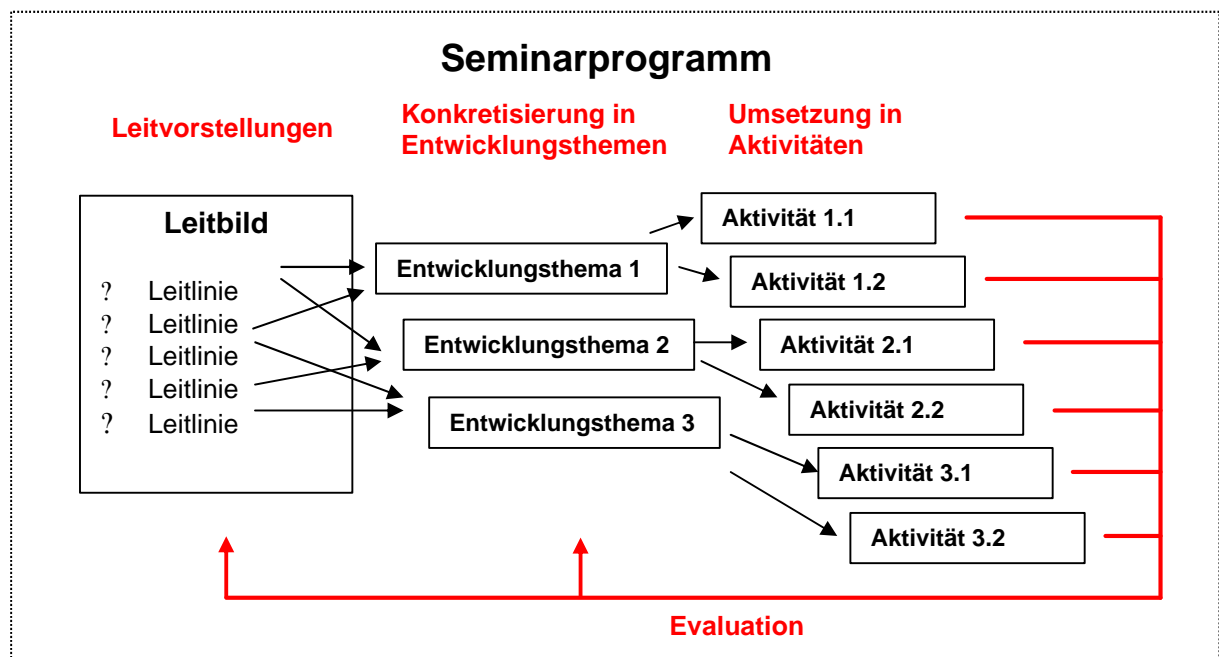 Seminarprogramm
Leitvorstellungen
Konkretisierung in
Entwicklungsthemen
Umsetzung in
Aktivitäten
Leitbild
? Leitlinie
? Leitlinie
? Leitlinie
? Leitlinie
? Leitlinie
Entwicklungsthema 1
Entwicklungsthema 2
Entwicklungsthema 3
Aktivität 1.1
Aktivität 1.2
Aktivität 2.1
Aktivität 2.2
Aktivität 3.1
Aktivität 3.2
Evaluation